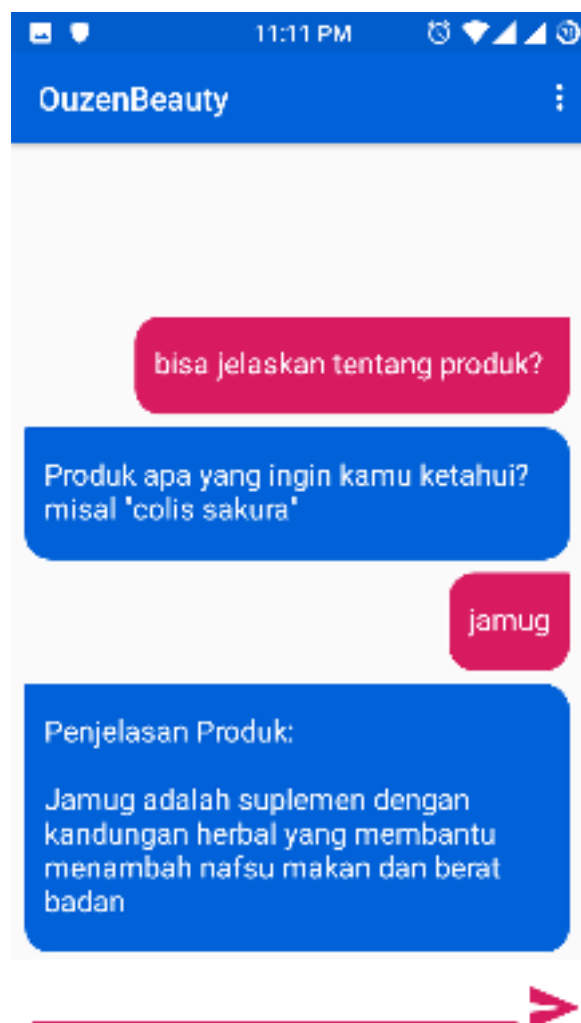 11:11 PM
OuzenBeauty
bisa jelaskan tentang produk?
Produk apa yang ingin kamu ketahui?
misal "colis sakura"
jamug
Penjelasan Produk:
Jamug adalah suplemen dengan
kandungan herbal yang membantu
menambah nafsu makan dan berat
badan